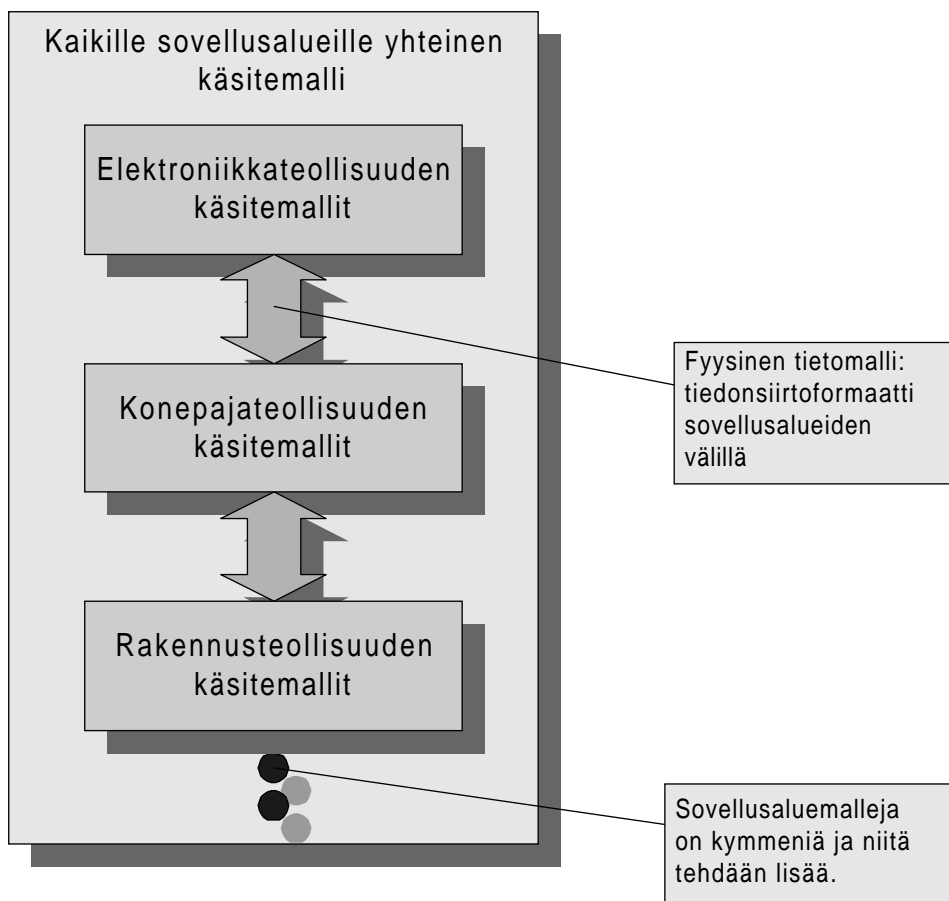 Kaikille sovellusalueille yhteinen
käsitemalli
Elektroniikkateollisuuden
käsitemallit
Konepajateollisuuden
käsitemallit
Rakennusteollisuuden
käsitemallit
Fyysinen tietomalli:
tiedonsiirtoformaatti
sovellusalueiden
välillä
Sovellusaluemalleja
on kymmeniä ja niitä
tehdään lisää.